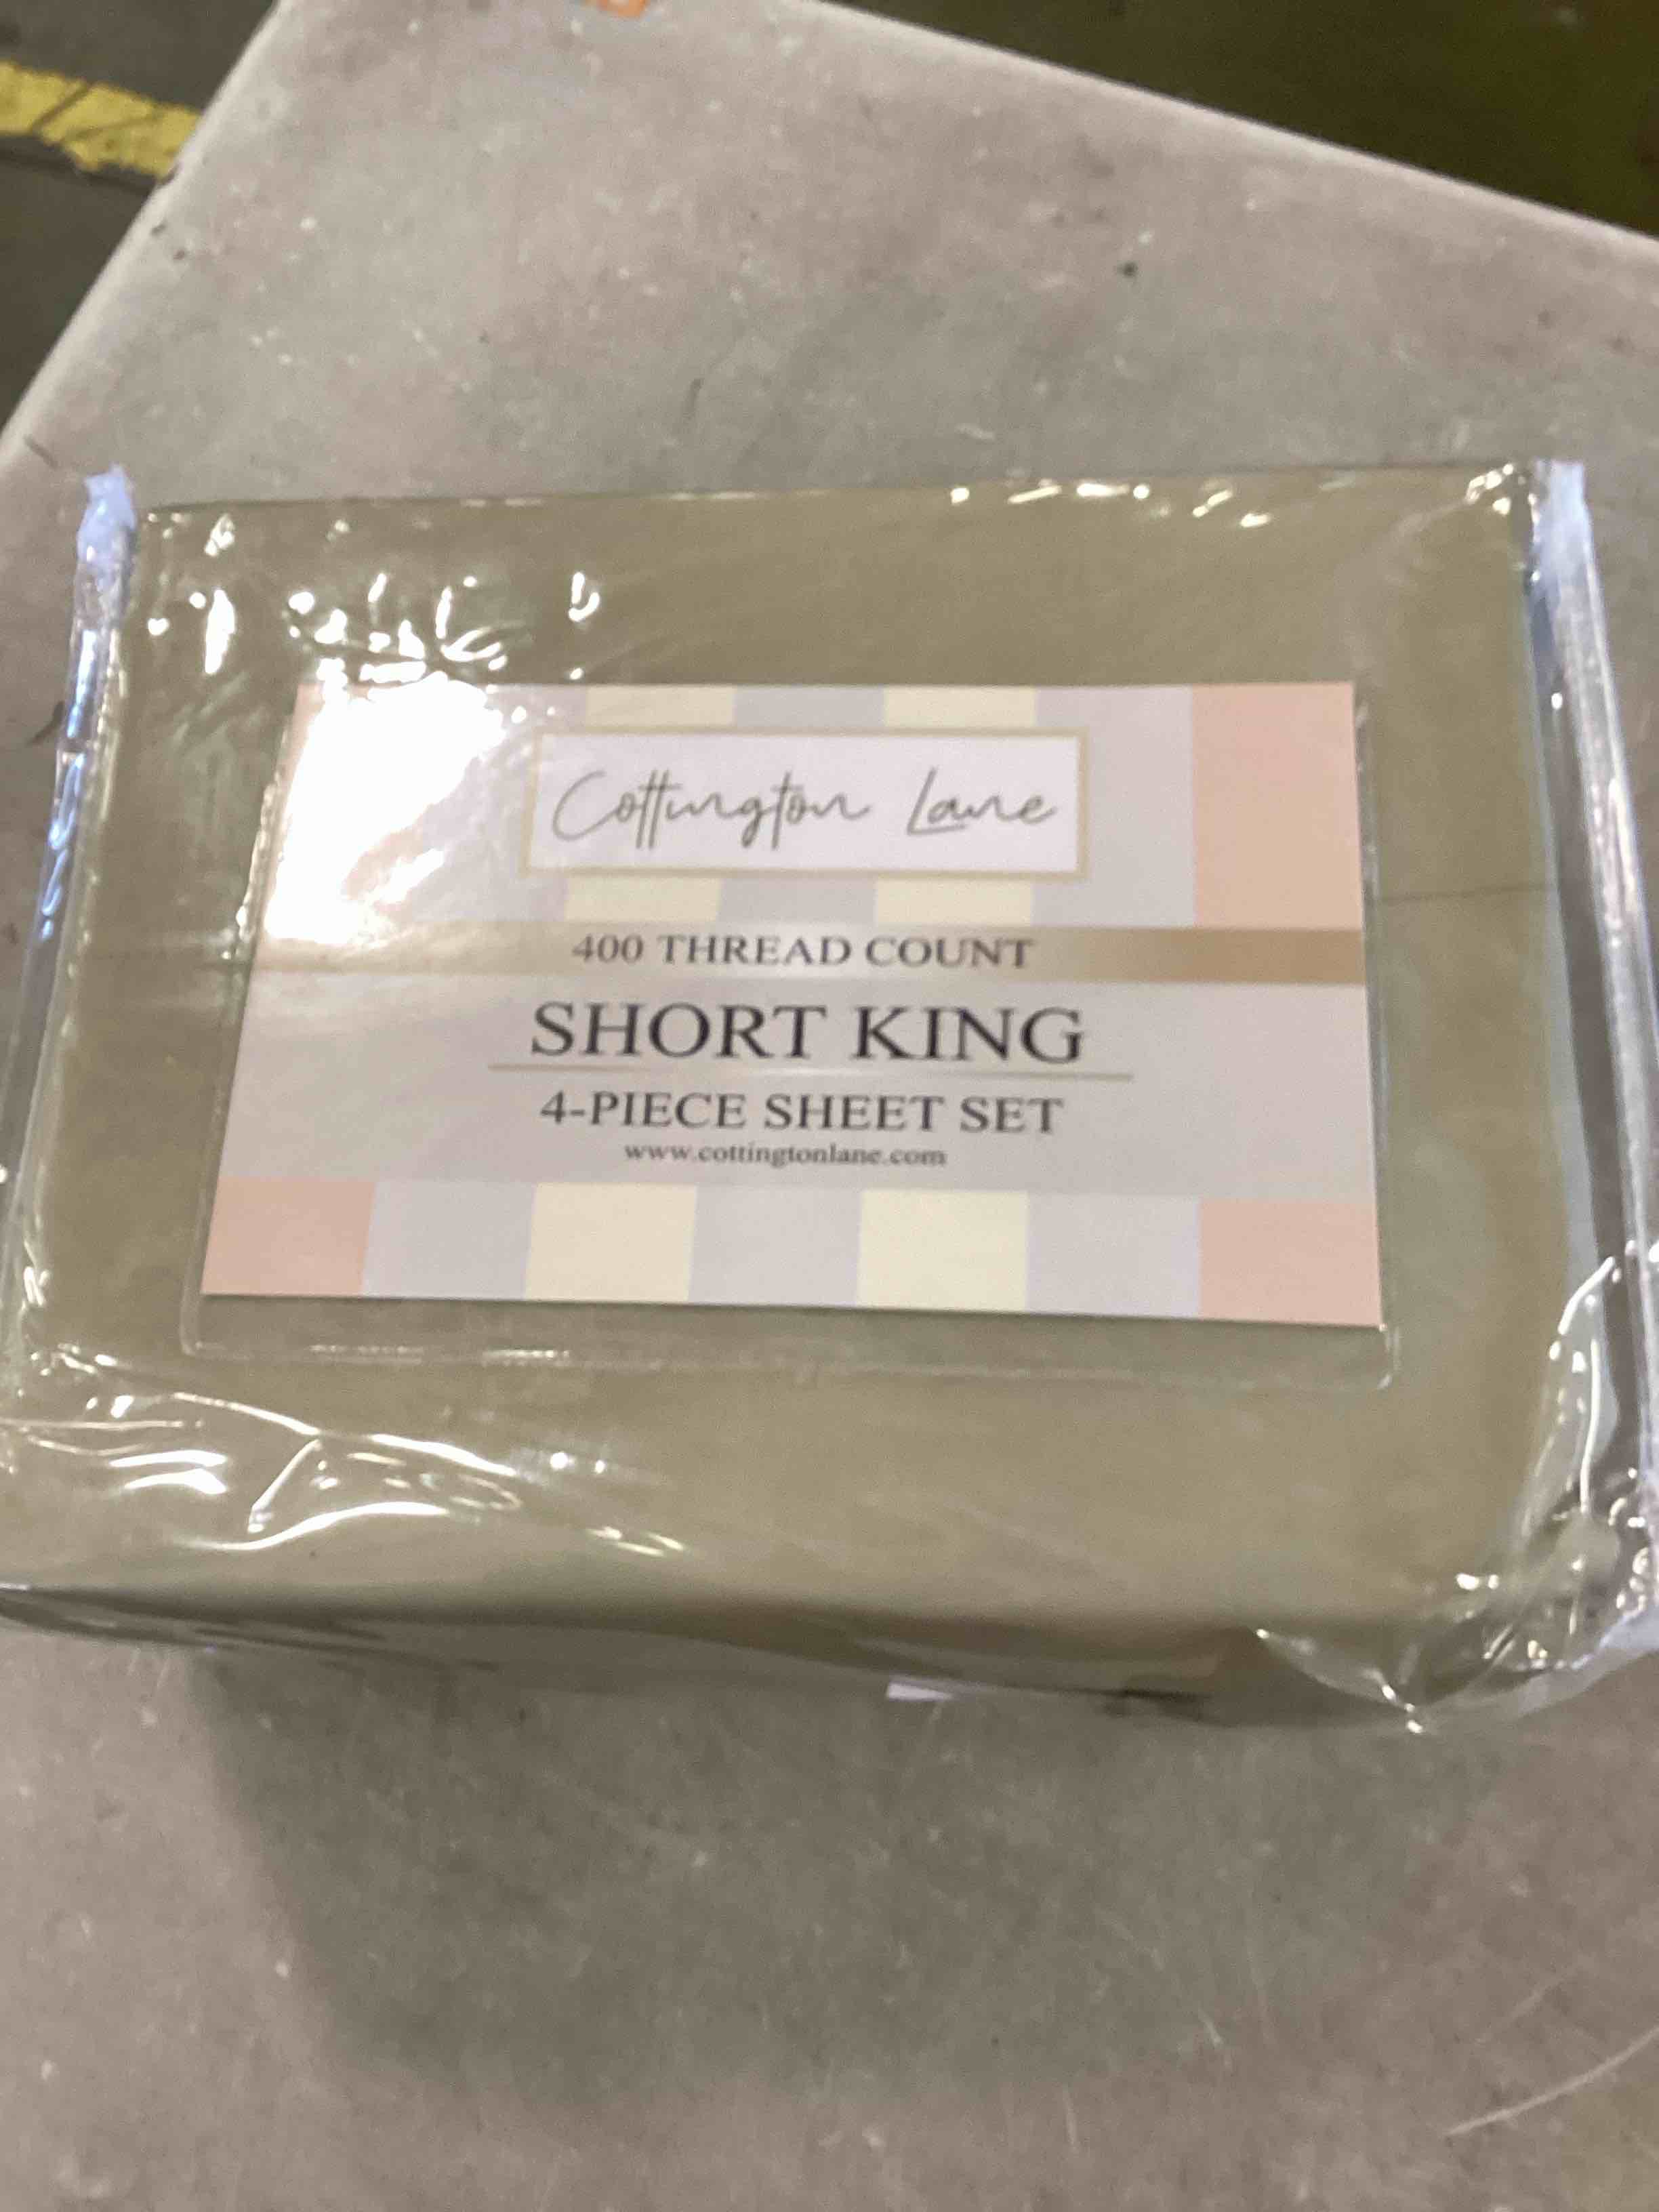 Cottington Lane
400 THREAD COUNT
SHORT KING
4-PIECE SHEET SET
www.cottingtonlane.com